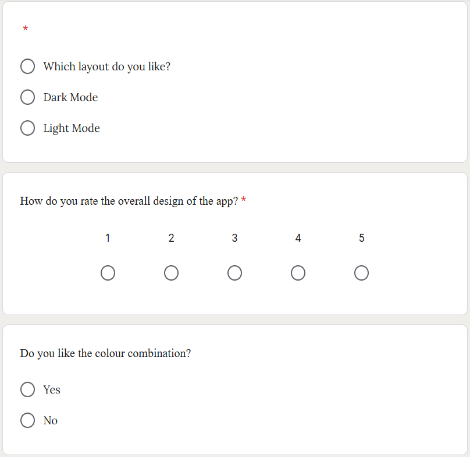 *
Which layout do you like?
Dark Mode
Light Mode
How do you rate the overall design of the app? *
1 2 3 4 5
Do you like the colour combination?
Yes
No